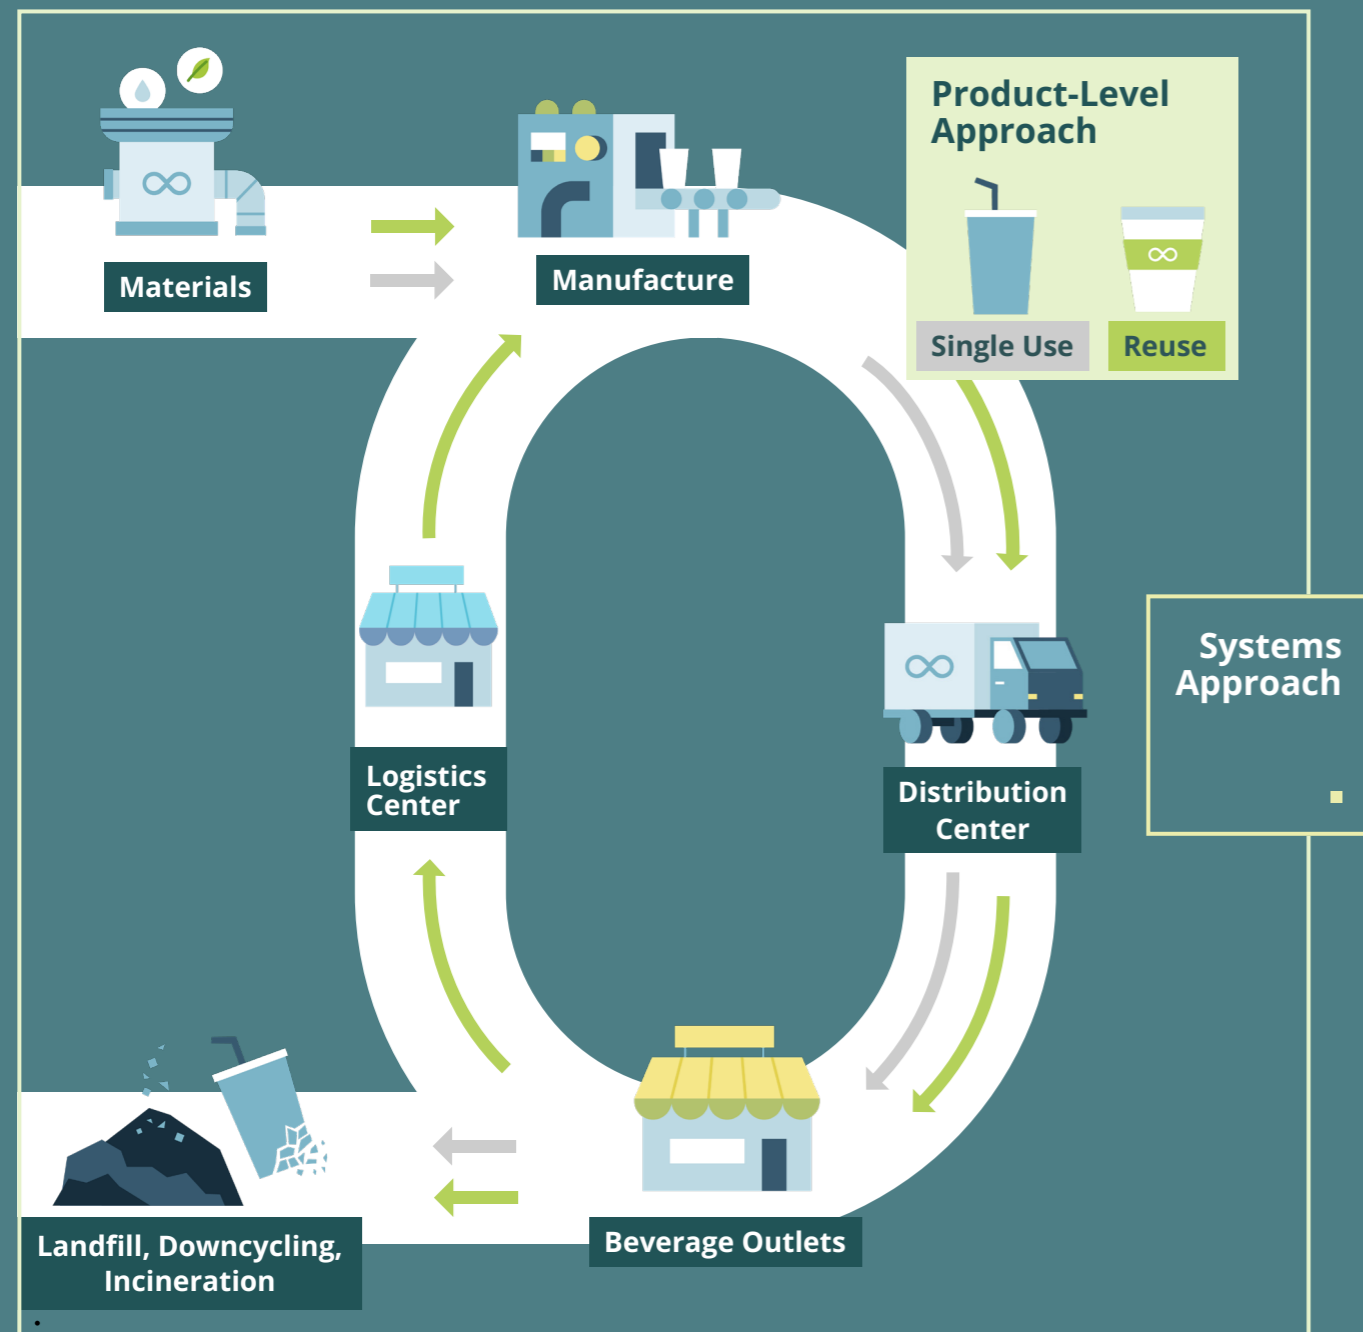 Product-Level
Approach
Materials
Manufacture
Single Use
Reuse
Systems
Approach
Logistics
Center
Distribution
Center
Landfill, Downcycling,
Incineration
Beverage Outlets